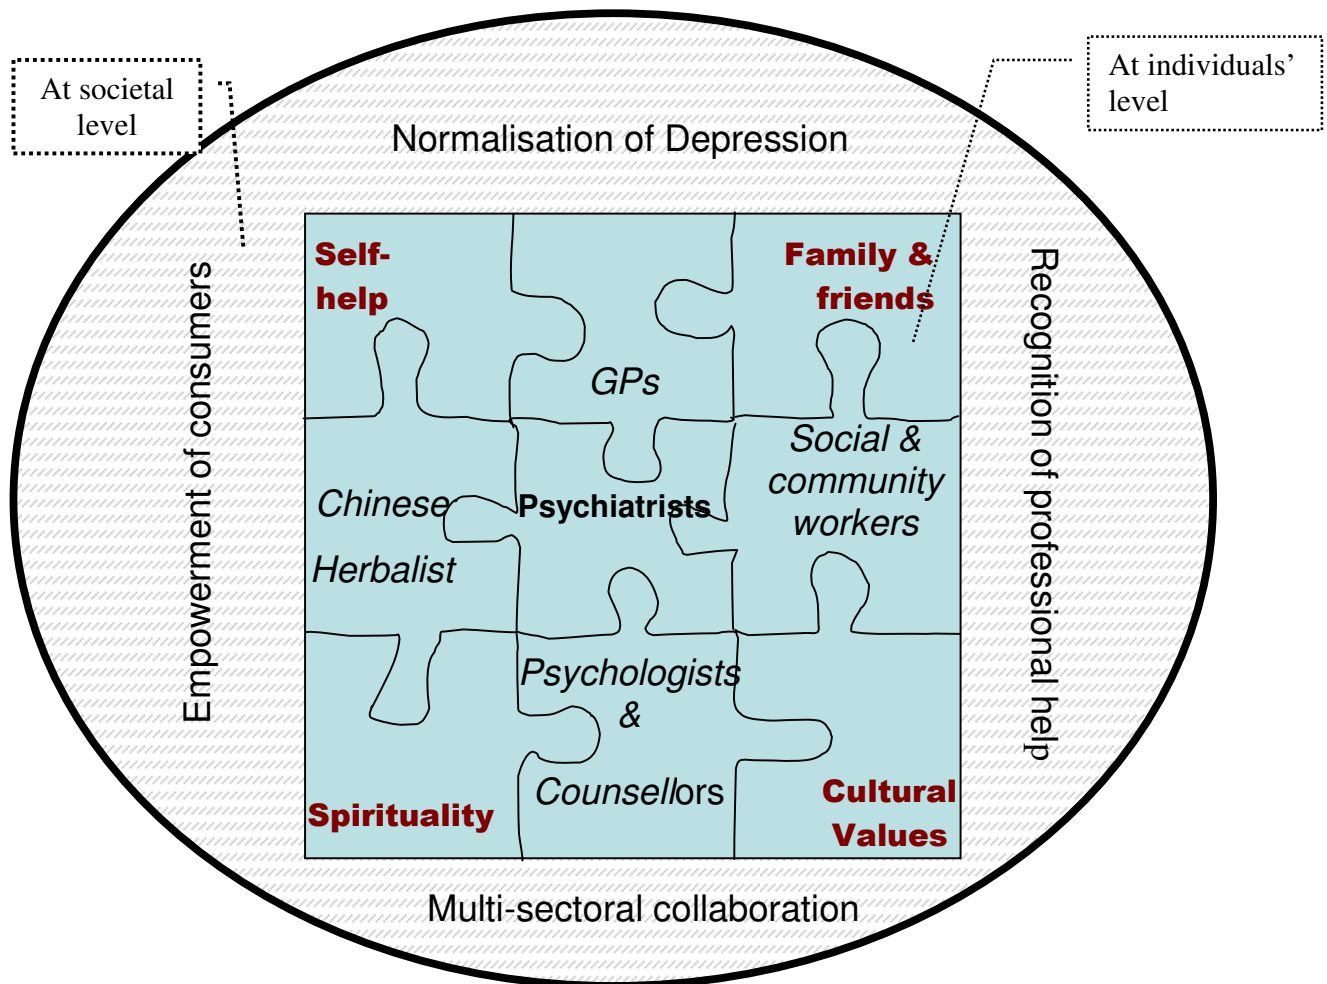 At societal
level
At individuals’
level
Normalisation of Depression
Empowerment of consumers
Recognition of professional help
Self-
help
Family &
friends
GPs
Chinese
Herbalist
Psychiatrists
Social &
community
workers
Spirituality
Psychologists
&
Counsellors
Cultural
Values
Multi-sectoral collaboration